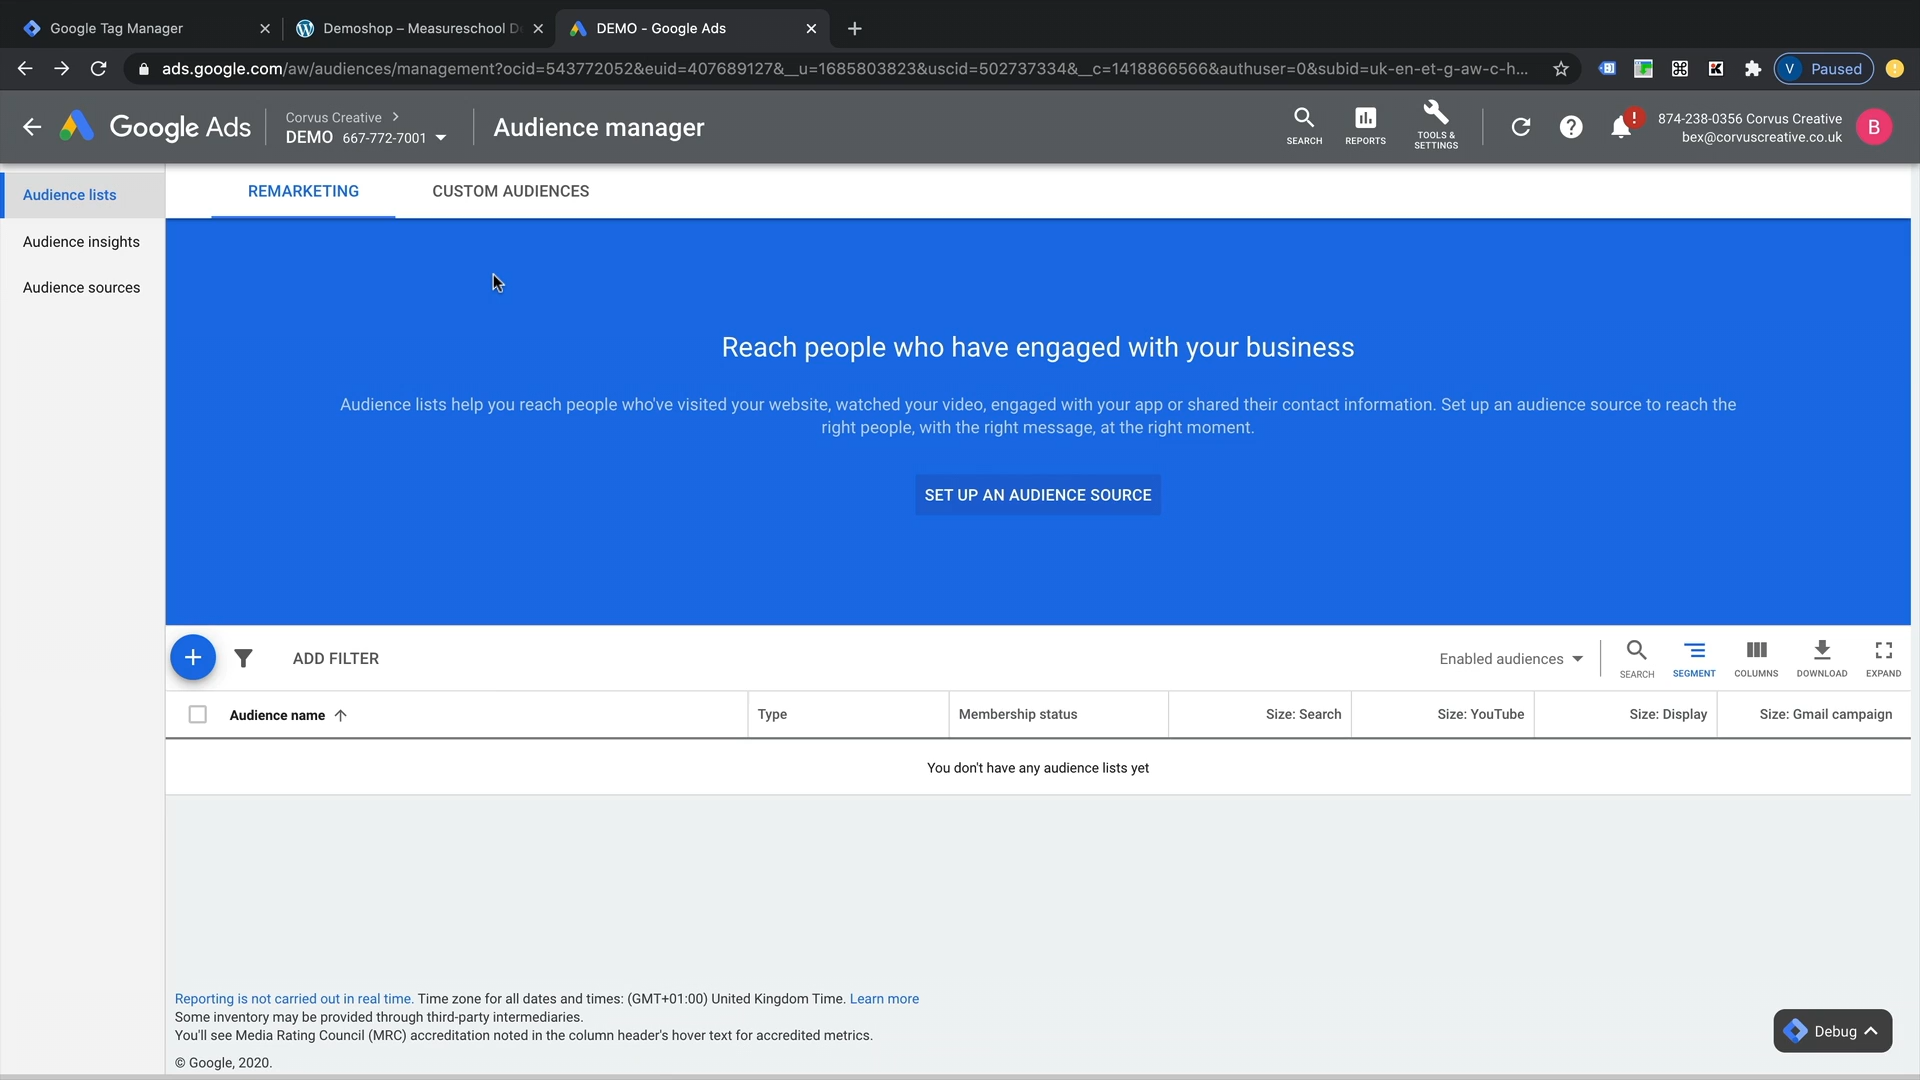 Google Tag Manager
Demoshop – Measureschool D
DEMO - Google Ads
ads.google.com/aw/audiences/management?ocid=543772052&euid=407689127&__u=1685803823&uscid=502737334&__c=1418866566&authuser=0&subid=uk-en-et-g-aw-c-h...
V Paused
Google Ads
Corvus Creative
DEMO 667-772-7001
Audience manager
SEARCH
REPORTS
TOOLS &
SETTINGS
874-238-0356 Corvus Creative
bex@corvuscreative.co.uk
B
Audience lists
Audience insights
Audience sources
REMARKETING
CUSTOM AUDIENCES
Reach people who have engaged with your business
Audience lists help you reach people who've visited your website, watched your video, engaged with your app or shared their contact information. Set up an audience source to reach the
right people, with the right message, at the right moment.
SET UP AN AUDIENCE SOURCE
ADD FILTER
Enabled audiences
SEARCH
SEGMENT
COLUMNS
DOWNLOAD
EXPAND
Audience name
Type
Membership status
Size: Search
Size: YouTube
Size: Display
Size: Gmail campaign
You don't have any audience lists yet
Reporting is not carried out in real time. Time zone for all dates and times: (GMT+01:00) United Kingdom Time. Learn more
Some inventory may be provided through third-party intermediaries.
You'll see Media Rating Council (MRC) accreditation noted in the column header's hover text for accredited metrics.
© Google, 2020.
Debug